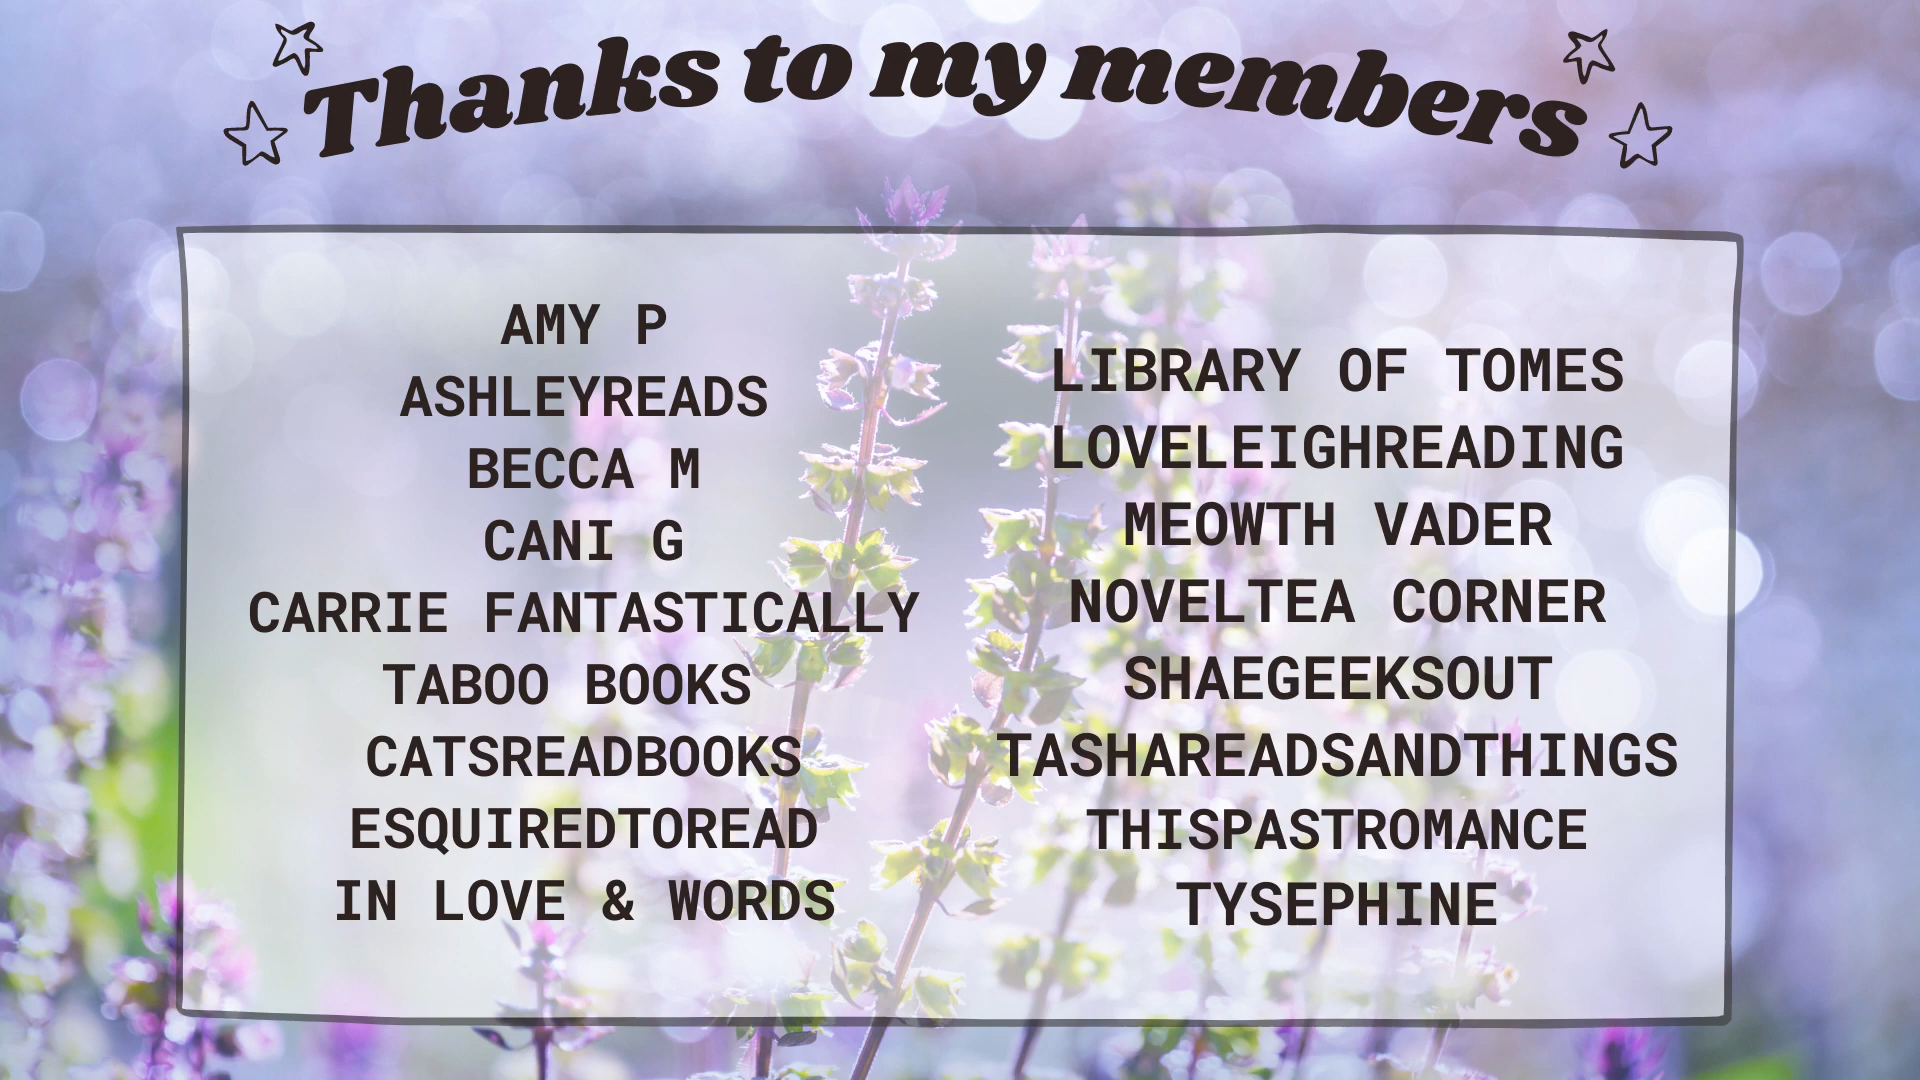 Thanks to my members
AMY P
ASHLEYREADS
BECCA M
CANI G
CARRIE FANTASTICALLY
TABOO BOOKS
CATSREADBOOKS
ESQUIREDTOREAD
IN LOVE & WORDS
LIBRARY OF TOMES
LOVELEIGHREADING
MEOWTH VADER
NOVELTEA CORNER
SHAEGEEKSOUT
TASHAREADSANDTHINGS
THISPASTROMANCE
TYSEPHINE